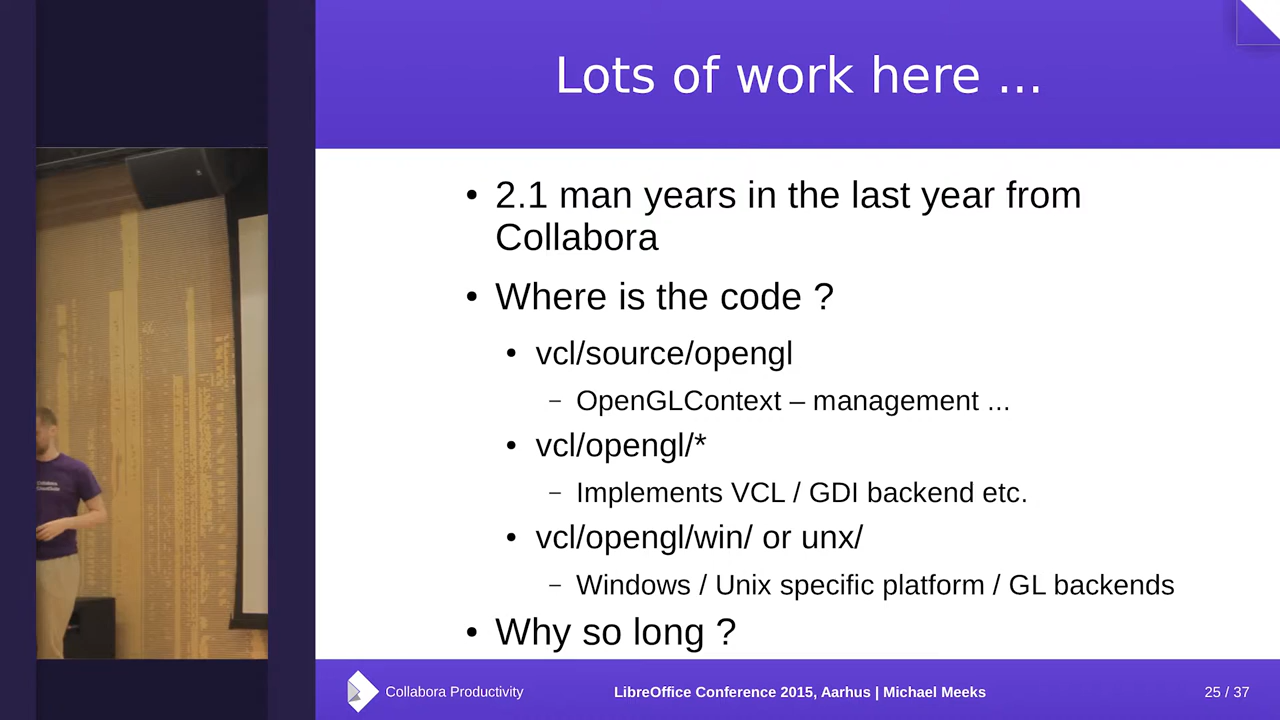 Lots of work here ...
• 2.1 man years in the last year from
Collabora
• Where is the code ?
• vcl/source/opengl
– OpenGLContext – management ...
• vcl/opengl/*
– Implements VCL / GDI backend etc.
• vcl/opengl/win/ or unx/
– Windows / Unix specific platform / GL backends
• Why so long ?
Collabora Productivity
LibreOffice Conference 2015, Aarhus | Michael Meeks
25 / 37